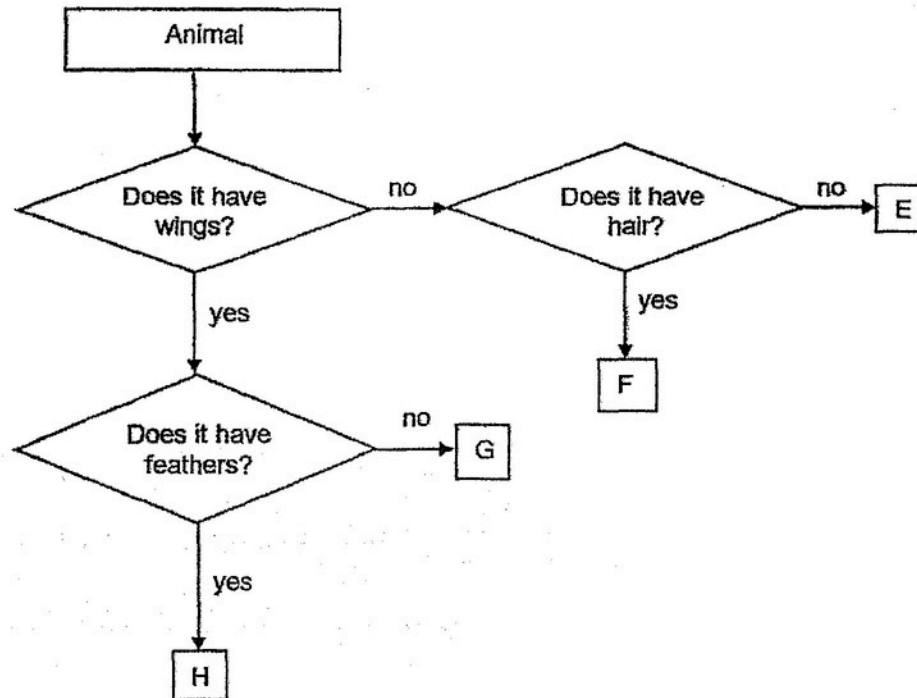 Animal
Does it have
wings?
no
Does it have
hair?
no
E
yes
yes
F
Does it have
feathers?
no
G
yes
H